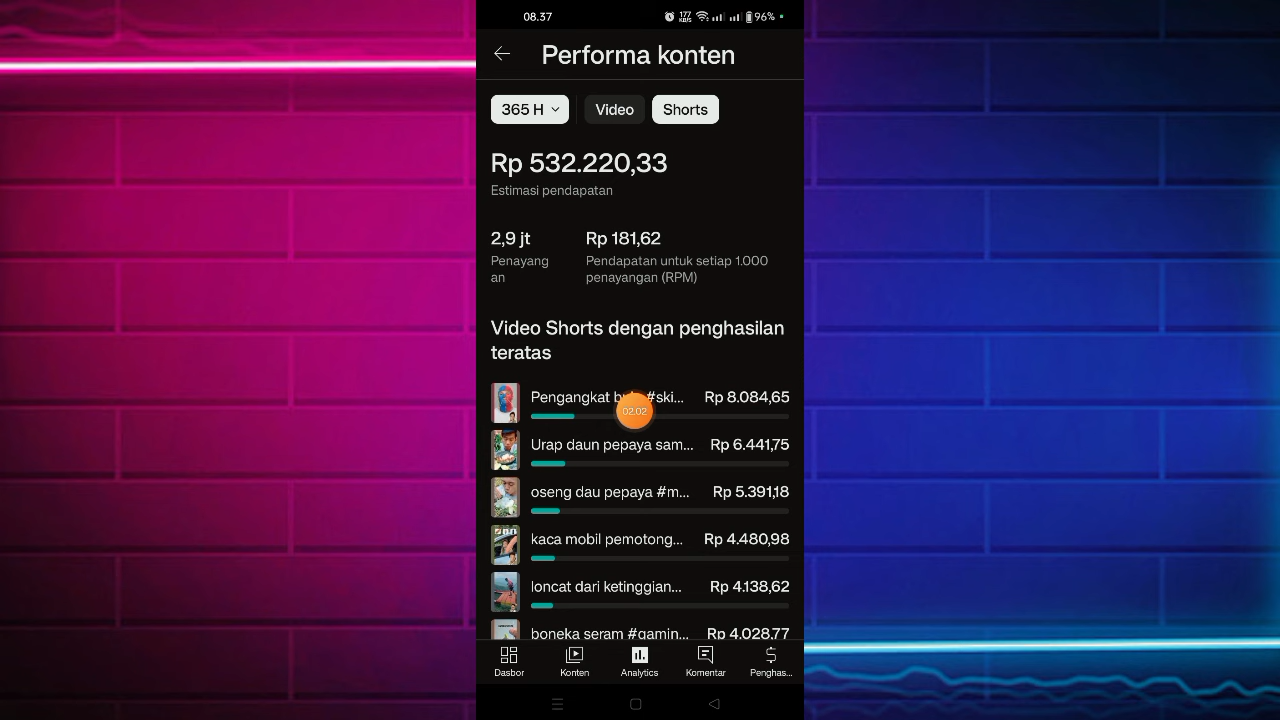 08.37
177 KB/S
96%
Performa konten
365 H
Video
Shorts
Rp 532.220,33
Estimasi pendapatan
2,9 jt
Penayang
an
Rp 181,62
Pendapatan untuk setiap 1.000
penayangan (RPM)
Video Shorts dengan penghasilan
teratas
Pengangkat #ski... Rp 8.084,65
02.02
Urap daun pepaya sam... Rp 6.441,75
oseng dau pepaya #m... Rp 5.391,18
kaca mobil pemotong... Rp 4.480,98
loncat dari ketinggian... Rp 4.138,62
boneka seram #gamin... Rp 4.028,77
Dasbor
Konten
Analytics
Komentar
Penghas...